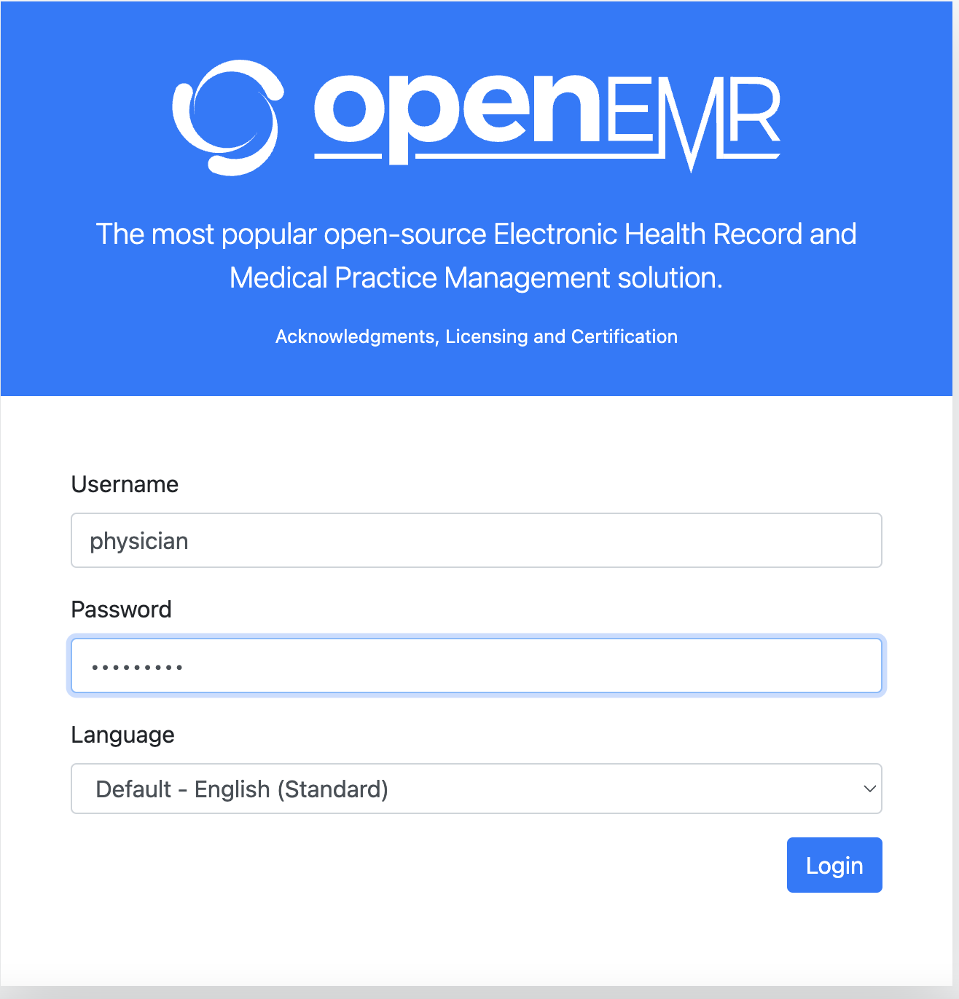 openEMR
The most popular open-source Electronic Health Record and
Medical Practice Management solution.
Acknowledgments, Licensing and Certification
Username
physician
Password
•••••••••
Language
Default - English (Standard)
Login